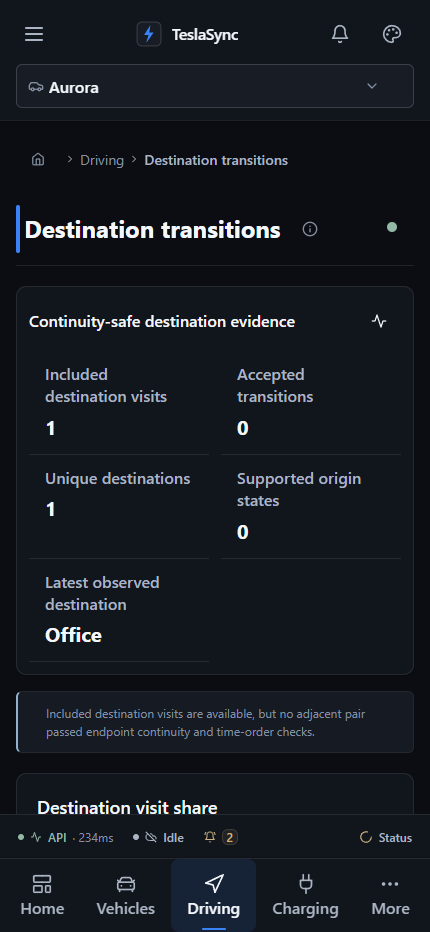 TeslaSync
Aurora
Driving
Destination transitions
Destination transitions
Continuity-safe destination evidence
Included
destination visits
1
Accepted
transitions
0
Unique destinations
1
Supported origin
states
0
Latest observed
destination
Office
Included destination visits are available, but no adjacent pair
passed endpoint continuity and time-order checks.
Destination visit share
API · 234ms
Idle
2
Status
Home
Vehicles
Driving
Charging
More